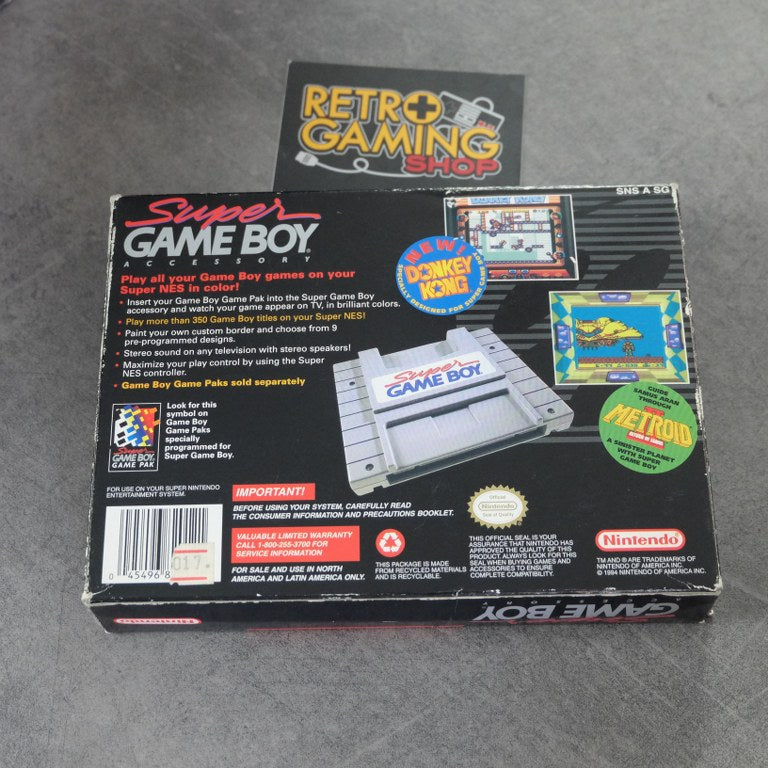 RETRO
GAMING
SHOP
SNS A SG
Super
GAME BOY®
ACCESSORY
Play all your Game Boy games on your
Super NES in color!
• Insert your Game Boy Game Pak into the Super Game Boy
accessory and watch your game appear on TV, in brilliant colors.
• Play more than 350 Game Boy titles on your Super NES!
• Paint your own custom border and choose from 9
pre-programmed designs.
• Stereo sound on any television with stereo speakers!
• Maximize your play control by using the Super
NES controller.
• Game Boy Game Paks sold separately
DONKEY KONG
NEW!
DONKEY
KONG
SPECIALLY DESIGNED FOR SUPER GAME BOY
Super
GAME BOY
GUIDE
SAMUS ARAN
THROUGH
METROID II
RETURN OF SAMUS
A SINISTER PLANET
WITH SUPER
GAME BOY
Look for this
symbol on
Game Boy
Game Paks
specially
programmed for
Super Game Boy.
Super
GAME BOY
GAME PAK
FOR USE ON YOUR SUPER NINTENDO
ENTERTAINMENT SYSTEM.
IMPORTANT!
BEFORE USING YOUR SYSTEM, CAREFULLY READ
THE CONSUMER INFORMATION AND PRECAUTIONS BOOKLET.
VALUABLE LIMITED WARRANTY
CALL 1-800-255-3700 FOR
SERVICE INFORMATION
FOR SALE AND USE IN NORTH
AMERICA AND LATIN AMERICA ONLY.
0 45496 8
017.
THIS PACKAGE IS MADE
FROM RECYCLED MATERIALS
AND IS RECYCLABLE.
Official
Nintendo
Seal of Quality
THIS OFFICIAL SEAL IS YOUR
ASSURANCE THAT NINTENDO HAS
APPROVED THE QUALITY OF THIS
PRODUCT. ALWAYS LOOK FOR THIS
SEAL WHEN BUYING GAMES AND
ACCESSORIES TO ENSURE
COMPLETE COMPATIBILITY.
Nintendo®
TM AND ® ARE TRADEMARKS OF
NINTENDO OF AMERICA INC.
© 1994 NINTENDO OF AMERICA INC.
Nintendo
GAME BOY